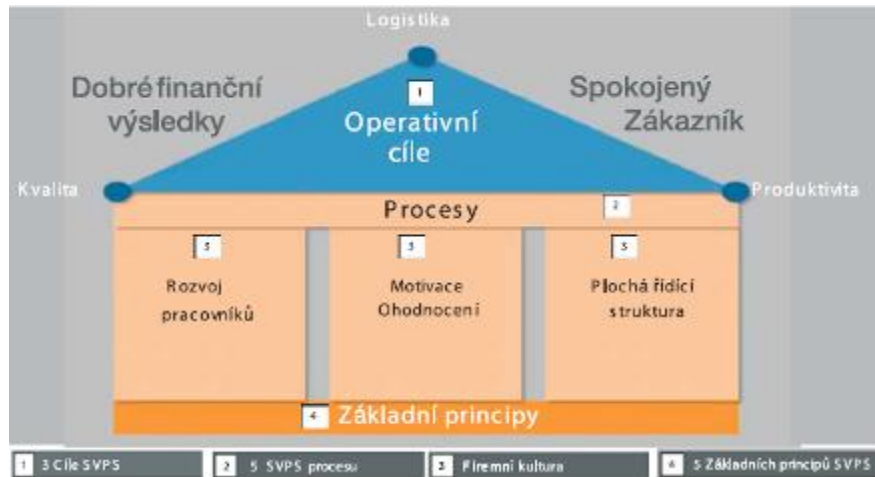 Logistika
Dobré finanční
výsledky
Spokojený
Zákazník
1
Operativní
cíle
Kvalita
Produktivita
Procesy
2
3
3
3
Rozvoj
pracovníků
Motivace
Ohodnocení
Plochá řídící
struktura
4
Základní principy
1 3 Cíle SVPS
2 5 SVPS procesu
3 Firemní kultura
4 5 Základních principů SVPS